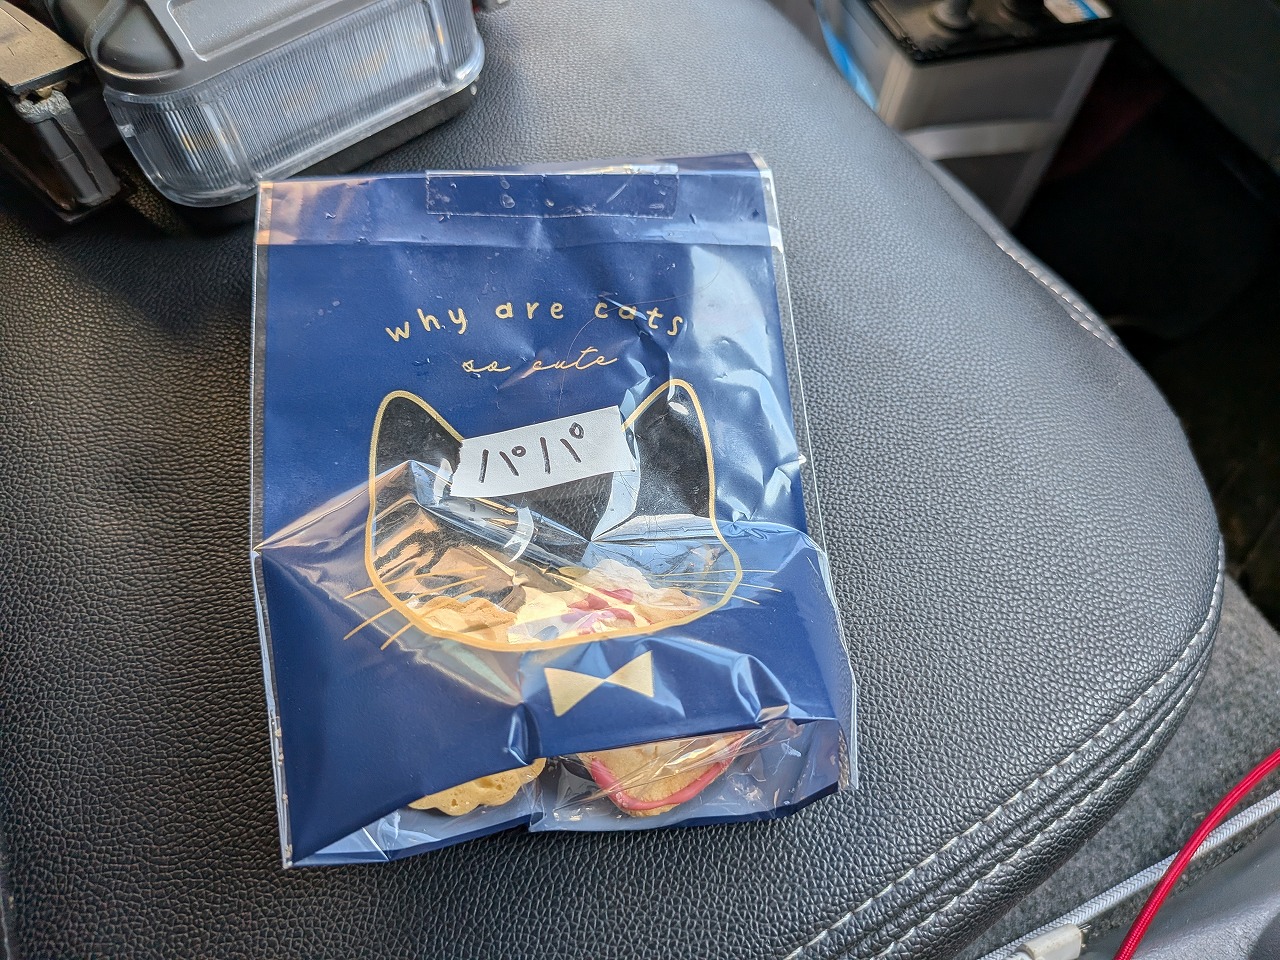 why are cats
so cute
パパ